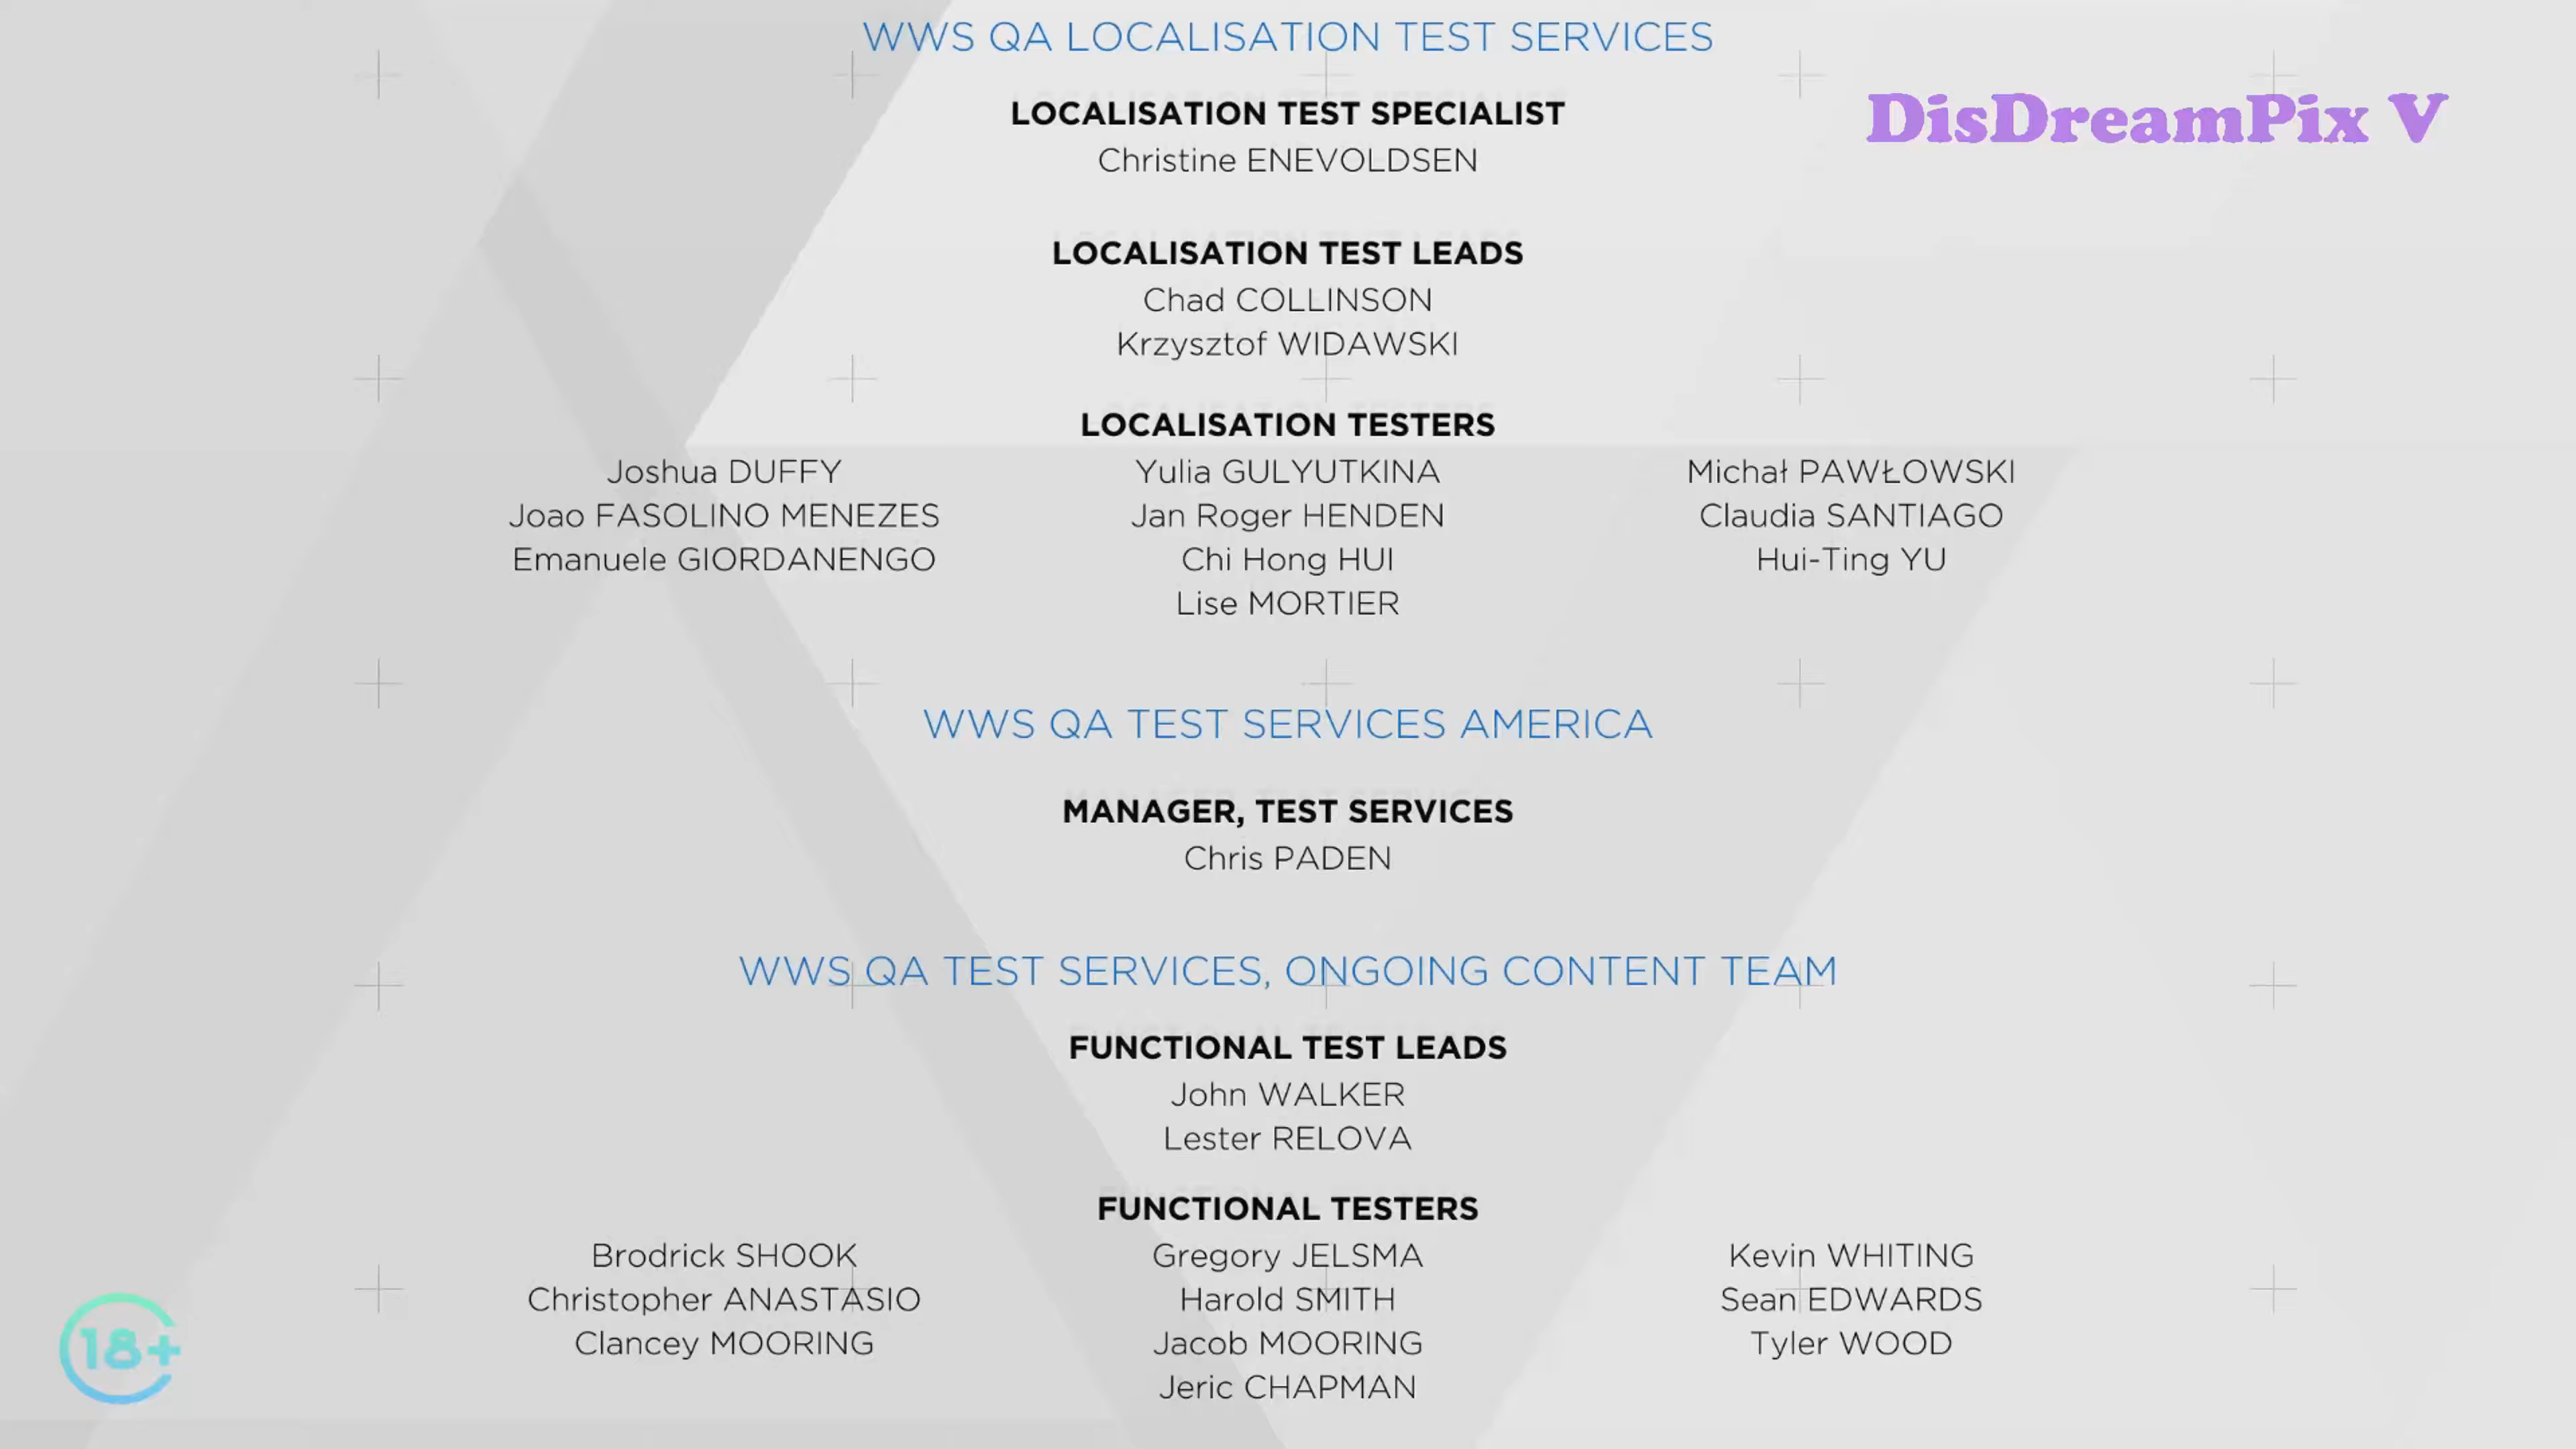 WWS QA LOCALISATION TEST SERVICES
DisDreamPix V
LOCALISATION TEST SPECIALIST
Christine ENEVOLDSEN
LOCALISATION TEST LEADS
Chad COLLINSON
Krzysztof WIDAWSKI
LOCALISATION TESTERS
Joshua DUFFY Yulia GULYUTKINA Michał PAWŁOWSKI
Joao FASOLINO MENEZES Jan Roger HENDEN Claudia SANTIAGO
Emanuele GIORDANENGO Chi Hong HUI Hui-Ting YU
Lise MORTIER
WWS QA TEST SERVICES AMERICA
MANAGER, TEST SERVICES
Chris PADEN
WWS QA TEST SERVICES, ONGOING CONTENT TEAM
FUNCTIONAL TEST LEADS
John WALKER
Lester RELOVA
FUNCTIONAL TESTERS
Brodrick SHOOK Gregory JELSMA Kevin WHITING
Christopher ANASTASIO Harold SMITH Sean EDWARDS
Clancey MOORING Jacob MOORING Tyler WOOD
Jeric CHAPMAN
18+